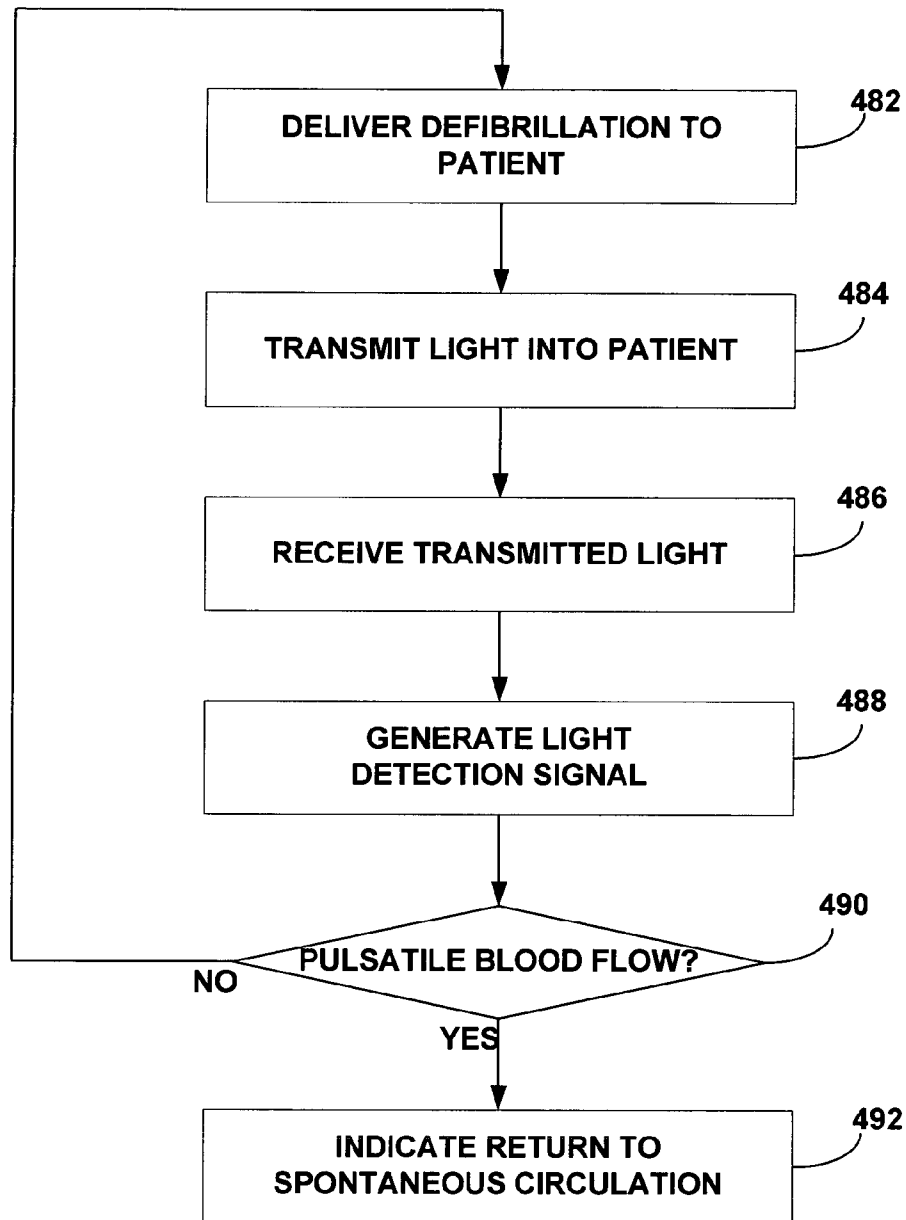 482
DELIVER DEFIBRILLATION TO
PATIENT
484
TRANSMIT LIGHT INTO PATIENT
486
RECEIVE TRANSMITTED LIGHT
488
GENERATE LIGHT
DETECTION SIGNAL
490
PULSATILE BLOOD FLOW?
NO
YES
492
INDICATE RETURN TO
SPONTANEOUS CIRCULATION